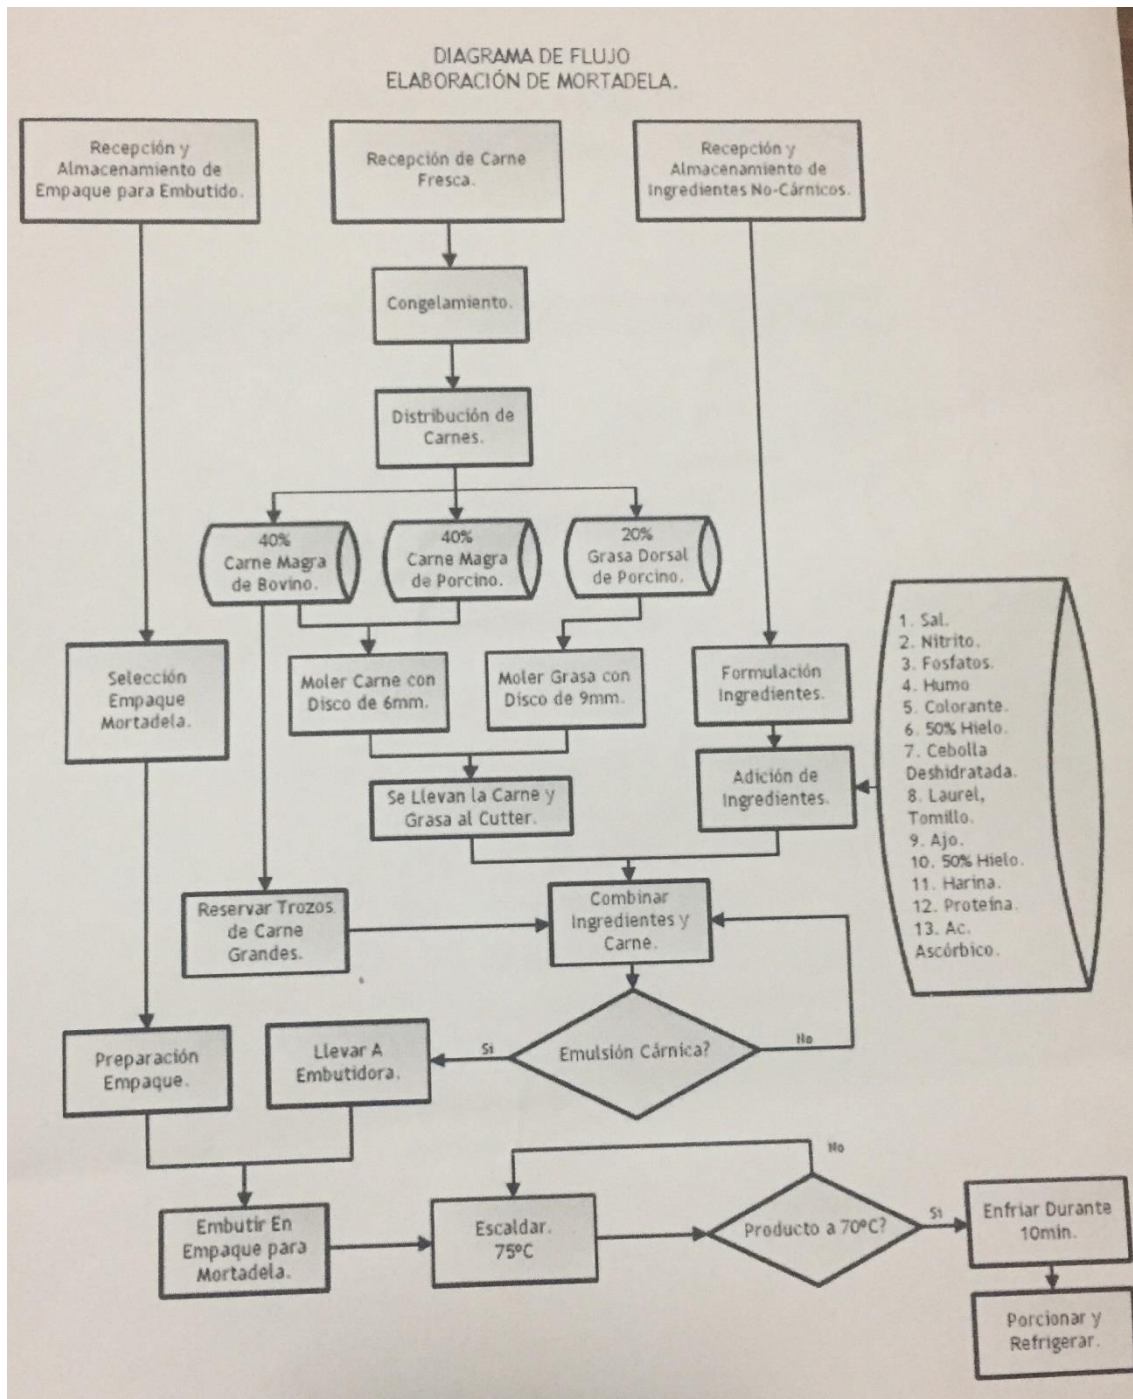 DIAGRAMA DE FLUJO
ELABORACIÓN DE MORTADELA.
Recepción y
Almacenamiento de
Empaque para Embutido.
Recepción de Carne
Fresca.
Recepción y
Almacenamiento de
Ingredientes No-Cárnicos.
Congelamiento.
Distribución de
Carnes.
40%
Carne Magra
de Bovino.
40%
Carne Magra
de Porcino.
20%
Grasa Dorsal
de Porcino.
1. Sal.
2. Nitrito.
3. Fosfatos.
4. Humo
5. Colorante.
6. 50% Hielo.
7. Cebolla
Deshidratada.
8. Laurel,
Tomillo.
9. Ajo.
10. 50% Hielo.
11. Harina.
12. Proteína.
13. Ac.
Ascórbico.
Selección
Empaque
Mortadela.
Moler Carne con
Disco de 6mm.
Moler Grasa con
Disco de 9mm.
Formulación
Ingredientes.
Se Llevan la Carne y
Grasa al Cutter.
Adición de
Ingredientes.
Reservar Trozos
de Carne
Grandes.
Combinar
Ingredientes y
Carne.
Preparación
Empaque.
Llevar A
Embutidora.
Si
Emulsión Cárnica?
No
Embutir En
Empaque para
Mortadela.
Escaldar.
75ºC
No
Producto a 70ºC?
Si
Enfriar Durante
10min.
Porcionar y
Refrigerar.